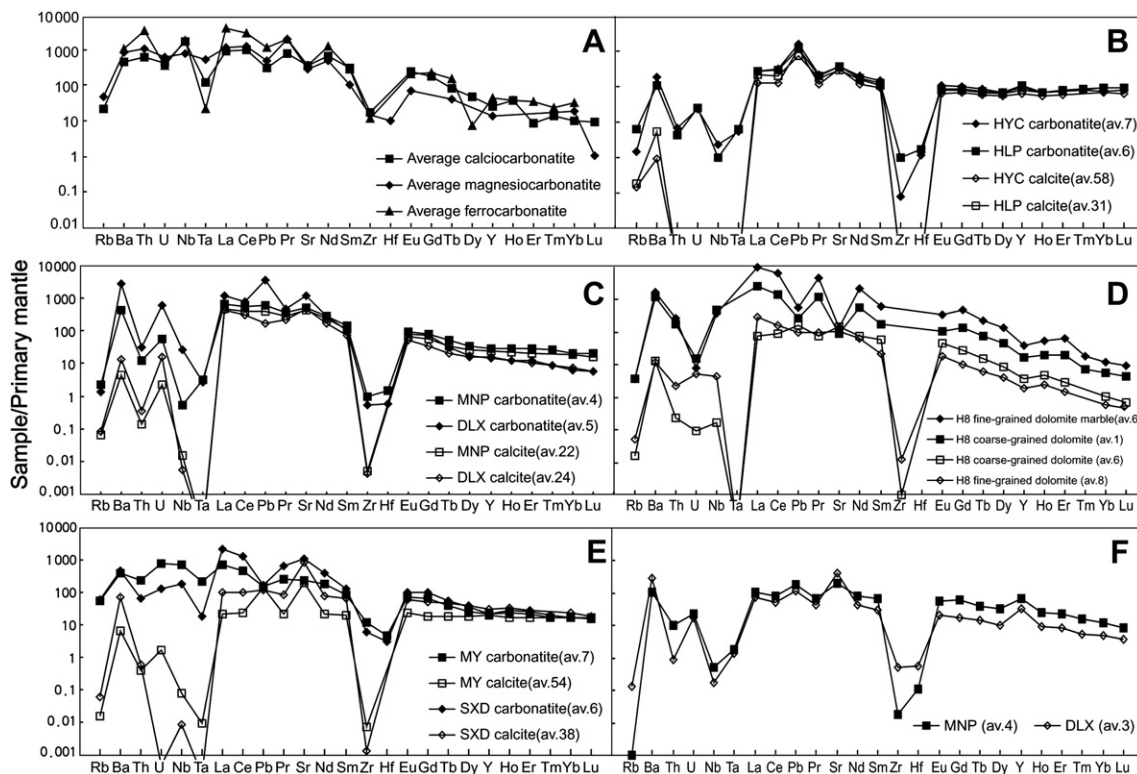 Sample/Primary mantle
A
10000
1000
100
10
1
0.1
0.01
Average calciocarbonatite
Average magnesiocarbonatite
Average ferrocarbonatite
Rb Ba Th U Nb Ta La Ce Pb Pr Sr Nd Sm Zr Hf Eu Gd Tb Dy Y Ho Er Tm Yb Lu
B
HYC carbonatite(av.7)
HLP carbonatite(av.6)
HYC calcite(av.58)
HLP calcite(av.31)
Rb Ba Th U Nb Ta La Ce Pb Pr Sr Nd Sm Zr Hf Eu Gd Tb Dy Y Ho Er Tm Yb Lu
C
10000
1000
100
10
1
0.1
0.01
0.001
MNP carbonatite(av.4)
DLX carbonatite(av.5)
MNP calcite(av.22)
DLX calcite(av.24)
Rb Ba Th U Nb Ta La Ce Pb Pr Sr Nd Sm Zr Hf Eu Gd Tb Dy Y Ho Er Tm Yb Lu
D
H8 fine-grained dolomite marble(av.6
H8 coarse-grained dolomite(av.1)
H8 coarse-grained dolomite (av.6)
H8 fine-grained dolomite (av.8)
Rb Ba Th U Nb Ta La Ce Pb Pr Sr Nd Sm Zr Hf Eu Gd Tb Dy Y Ho Er Tm Yb Lu
E
10000
1000
100
10
1
0.1
0.01
0.001
MY carbonatite(av.7)
MY calcite(av.54)
SXD carbonatite(av.6)
SXD calcite(av.38)
Rb Ba Th U Nb Ta La Ce Pb Pr Sr Nd Sm Zr Hf Eu Gd Tb Dy Y Ho Er Tm Yb Lu
F
MNP (av.4)
DLX (av.3)
Rb Ba Th U Nb Ta La Ce Pb Pr Sr Nd Sm Zr Hf Eu Gd Tb Dy Y Ho Er Tm Yb Lu